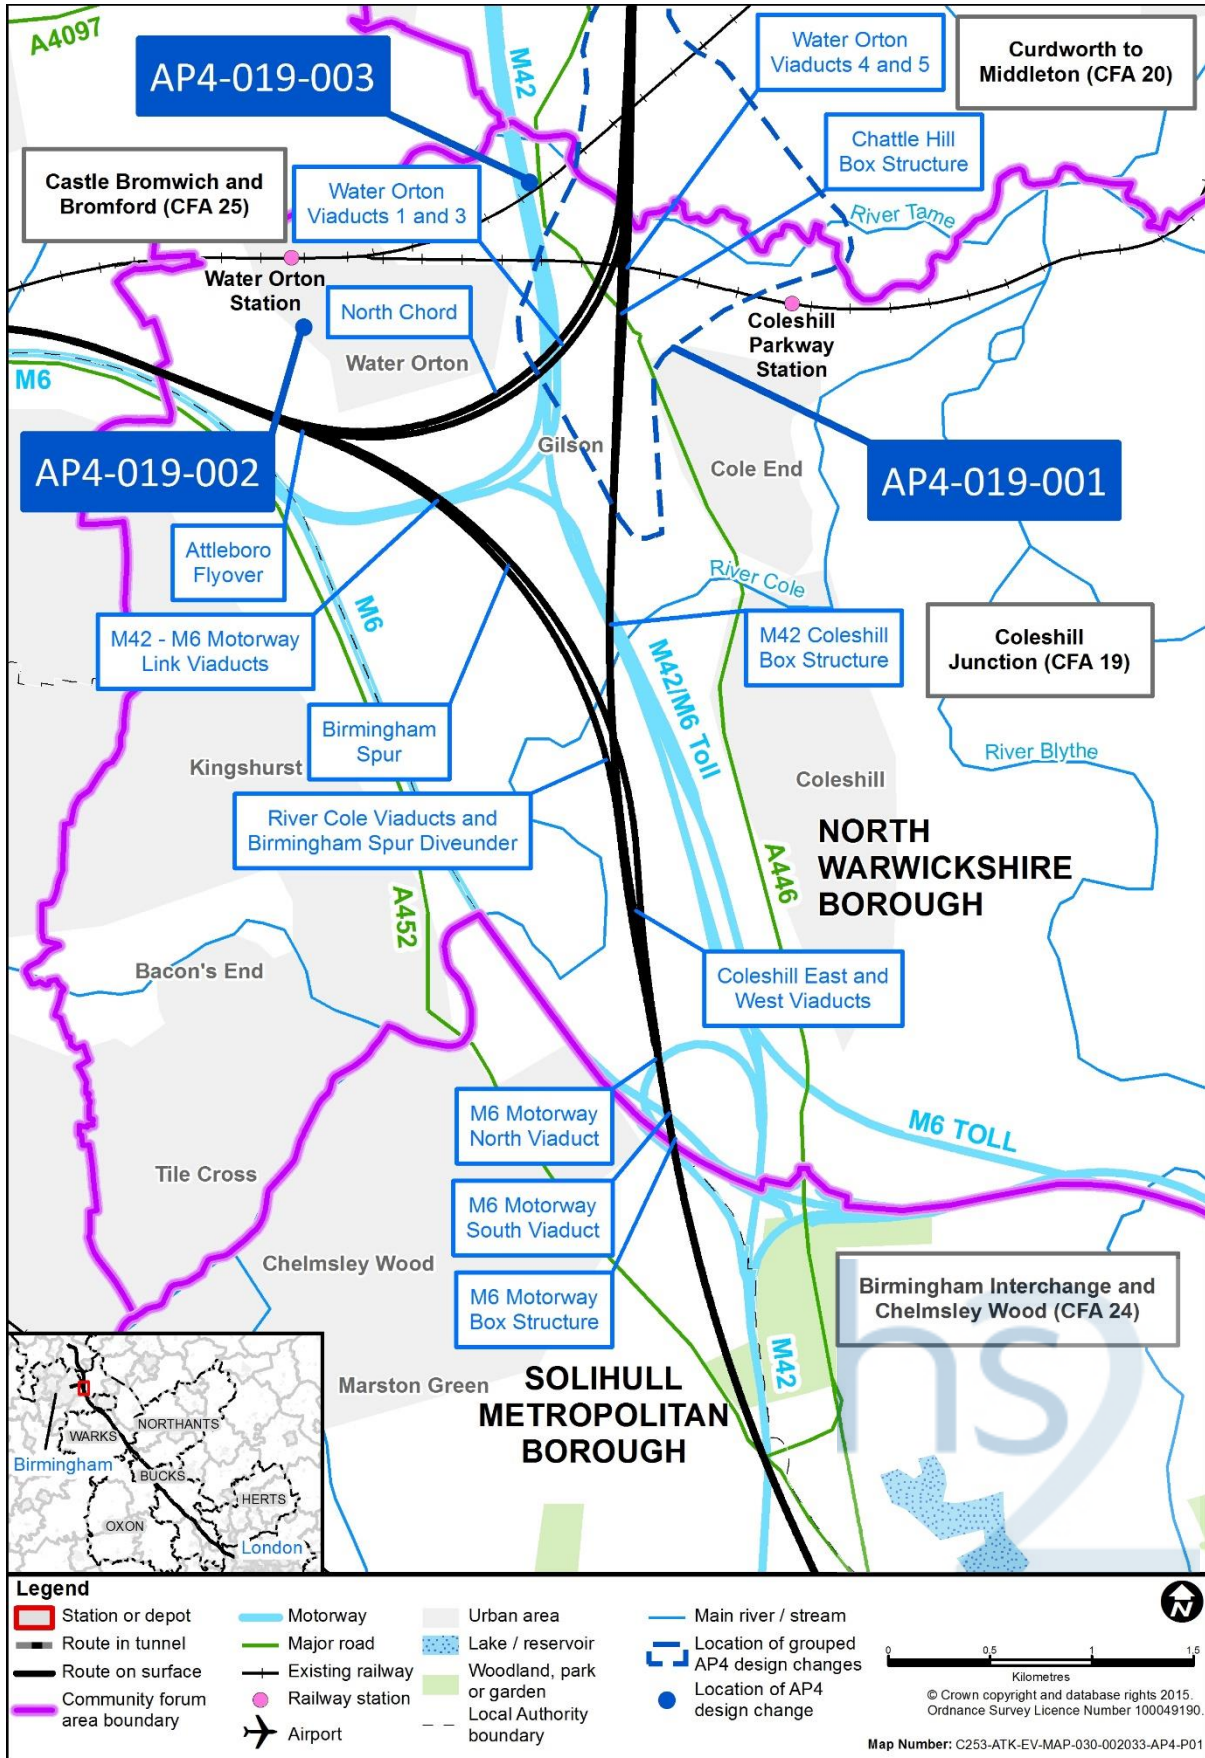 A4097
M42
AP4-019-003
Water Orton
Viaducts 4 and 5
Curdworth to
Middleton (CFA 20)
Chattle Hill
Box Structure
Castle Bromwich and
Bromford (CFA 25)
Water Orton
Viaducts 1 and 3
River Tame
Water Orton
Station
North Chord
Coleshill
Parkway
Station
Water Orton
M6
AP4-019-002
Gilson
Cole End
AP4-019-001
Attleboro
Flyover
M6
River Cole
M42 - M6 Motorway
Link Viaducts
M42 Coleshill
Box Structure
Coleshill
Junction (CFA 19)
M42/M6 Toll
Birmingham
Spur
River Blythe
Kingshurst
Coleshill
River Cole Viaducts and
Birmingham Spur Diveunder
NORTH
WARWICKSHIRE
BOROUGH
A446
A452
Bacon's End
Coleshill East and
West Viaducts
M6 Motorway
North Viaduct
M6 TOLL
Tile Cross
M6 Motorway
South Viaduct
Chelmsley Wood
M6 Motorway
Box Structure
Birmingham Interchange and
Chelmsley Wood (CFA 24)
hs2
M42
Marston Green
SOLIHULL
METROPOLITAN
BOROUGH
NORTHANTS
WARKS
Birmingham
BUCKS
HERTS
OXON
London
Legend
Station or depot
Route in tunnel
Route on surface
Community forum
area boundary
Motorway
Major road
Existing railway
Railway station
Airport
Urban area
Lake / reservoir
Woodland, park
or garden
Local Authority
boundary
Main river / stream
Location of grouped
AP4 design changes
Location of AP4
design change
N
0 0.5 1 1.5
Kilometres
© Crown copyright and database rights 2015.
Ordnance Survey Licence Number 100049190.
Map Number: C253-ATK-EV-MAP-030-002033-AP4-P01